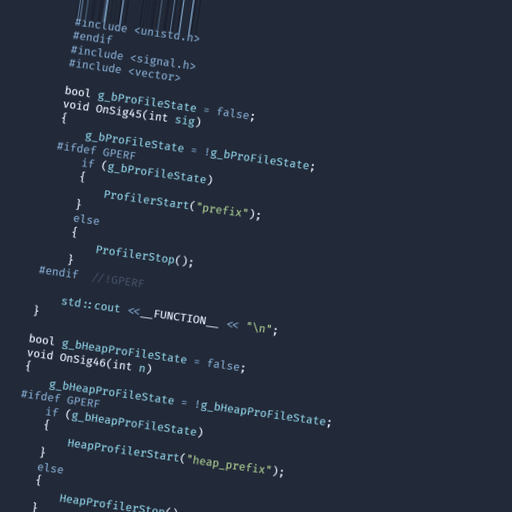 #include <unistd.h>
#endif
#include <signal.h>
#include <vector>
bool g_bProFileState = false;
void OnSig45(int sig)
{
g_bProFileState = !g_bProFileState;
#ifdef GPERF
if (g_bProFileState)
{
ProfilerStart("prefix");
}
else
{
ProfilerStop();
}
#endif //!GPERF
std::cout <<__FUNCTION__ << "\n";
}
bool g_bHeapProFileState = false;
void OnSig46(int n)
{
g_bHeapProFileState = !g_bHeapProFileState;
#ifdef GPERF
if (g_bHeapProFileState)
{
HeapProfilerStart("heap_prefix");
}
else
{
HeapProfilerStop()
}